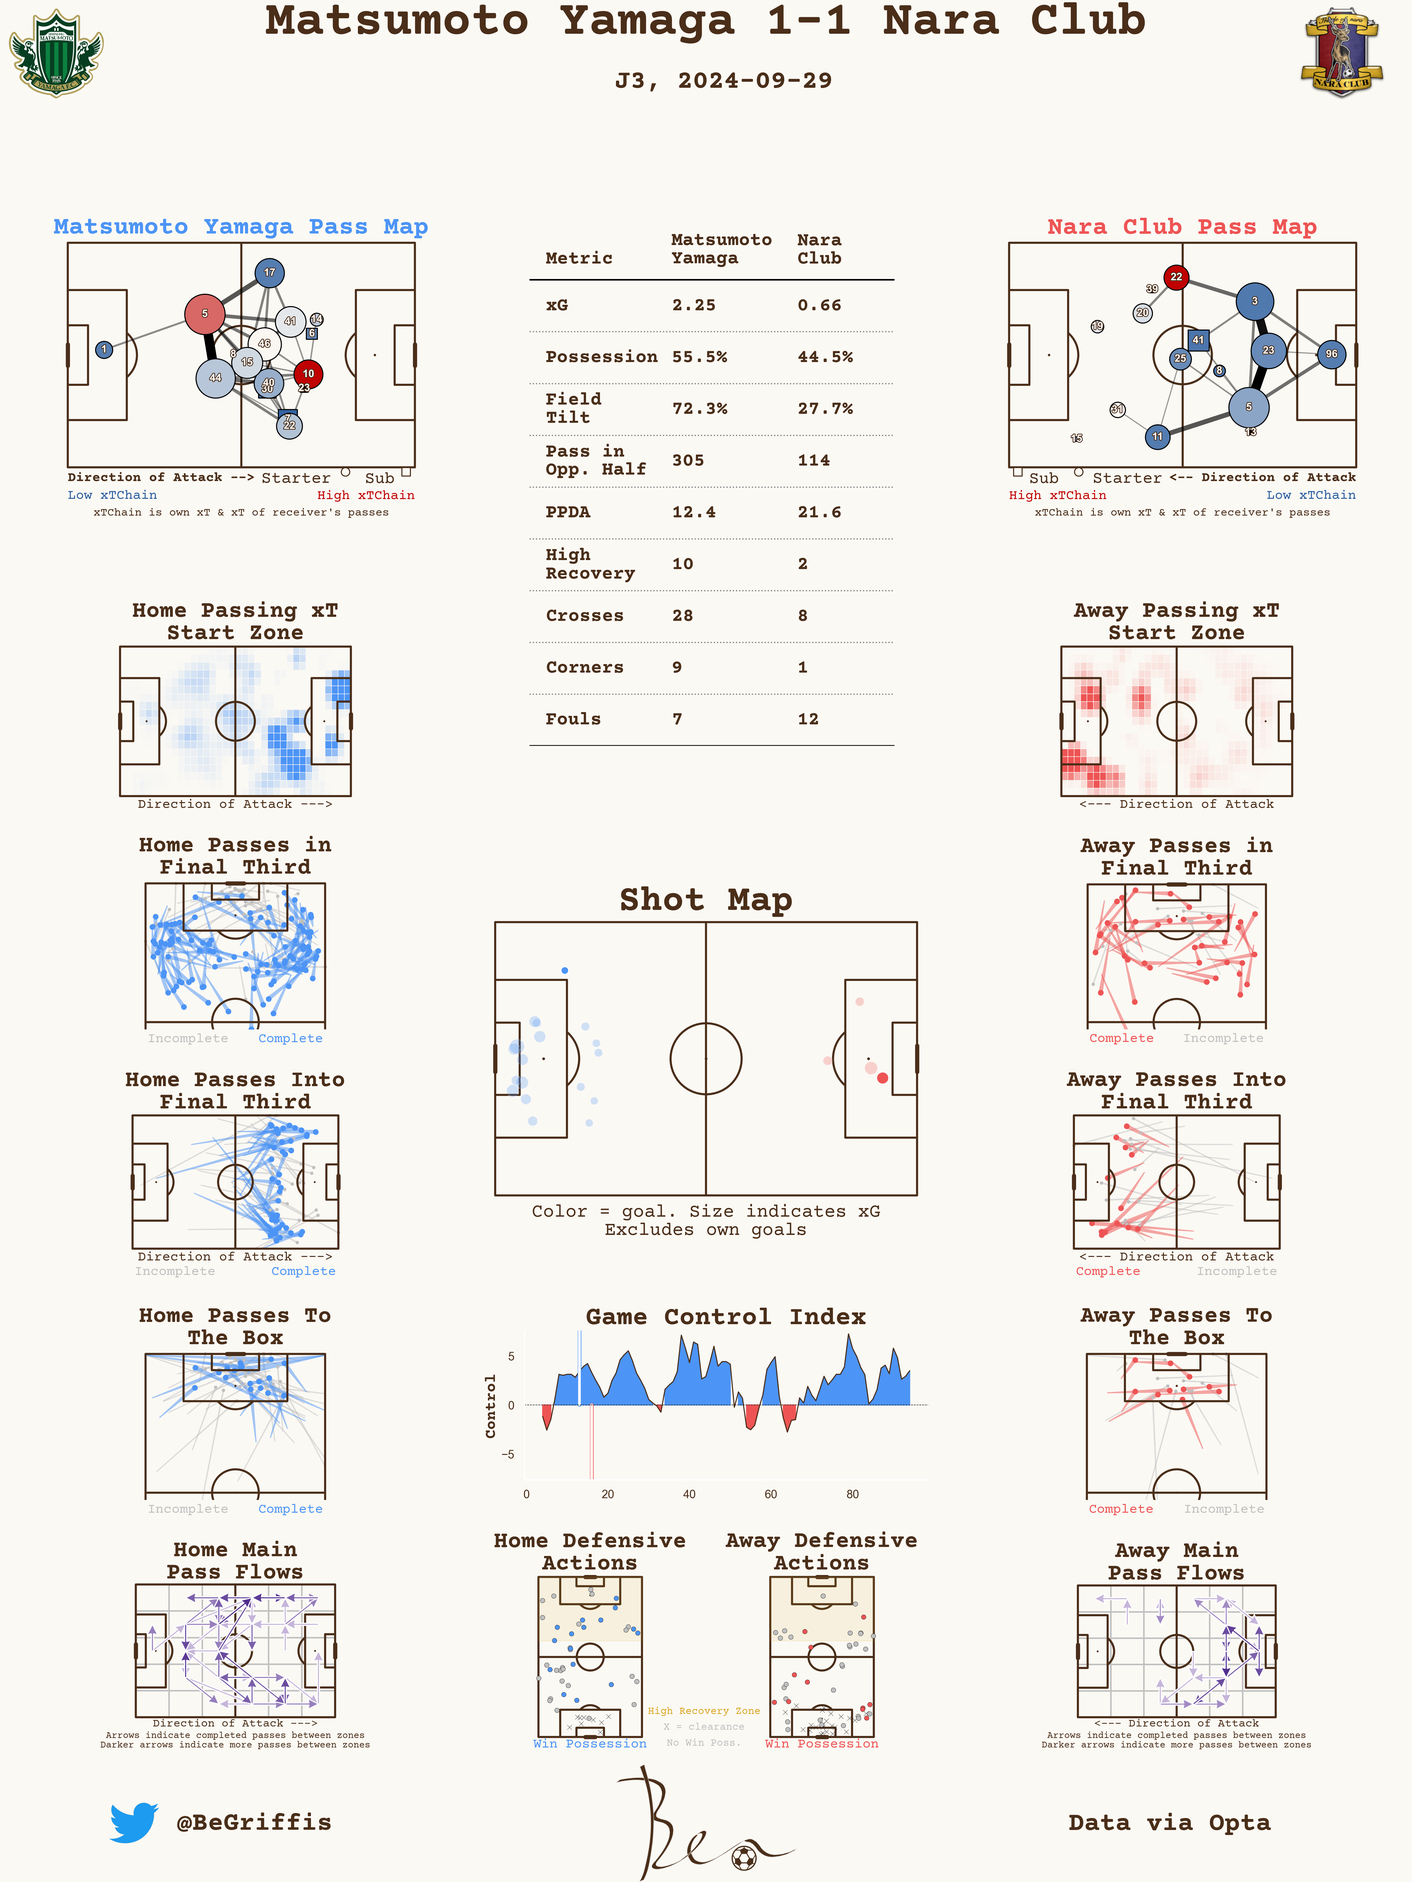 Matsumoto Yamaga 1-1 Nara Club
J3, 2024-09-29
MATSUMOTO
YAMAGA F.C.
NARA CLUB
Matsumoto Yamaga Pass Map
17
5
41
14
6
46
8
15
1
44
10
40
30
23
7
22
Direction of Attack --> Starter Sub
Low xTChain High xTChain
xTChain is own xT & xT of receiver's passes
Metric Matsumoto Yamaga Nara Club
xG 2.25 0.66
Possession 55.5% 44.5%
Field Tilt 72.3% 27.7%
Pass in Opp. Half 305 114
PPDA 12.4 21.6
High Recovery 10 2
Crosses 28 8
Corners 9 1
Fouls 7 12
Nara Club Pass Map
22
39
3
20
19
41
23
96
25
8
31
5
11
13
15
Sub Starter <-- Direction of Attack
High xTChain Low xTChain
xTChain is own xT & xT of receiver's passes
Home Passing xT
Start Zone
Direction of Attack --->
Away Passing xT
Start Zone
<--- Direction of Attack
Home Passes in
Final Third
Incomplete Complete
Away Passes in
Final Third
Complete Incomplete
Shot Map
Color = goal. Size indicates xG
Excludes own goals
Home Passes Into
Final Third
Direction of Attack --->
Incomplete Complete
Away Passes Into
Final Third
<--- Direction of Attack
Complete Incomplete
Home Passes To
The Box
Incomplete Complete
Game Control Index
Control
5
0
−5
0 20 40 60 80
Away Passes To
The Box
Complete Incomplete
Home Main
Pass Flows
Direction of Attack --->
Arrows indicate completed passes between zones
Darker arrows indicate more passes between zones
Home Defensive
Actions
Win Possession
High Recovery Zone
X = clearance
No Win Poss.
Away Defensive
Actions
Win Possession
Away Main
Pass Flows
<--- Direction of Attack
Arrows indicate completed passes between zones
Darker arrows indicate more passes between zones
@BeGriffis
Ben
Data via Opta